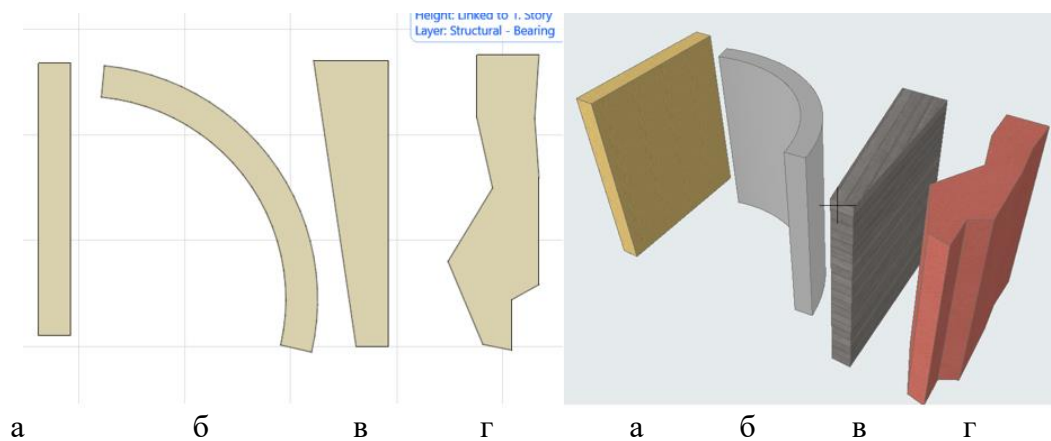 Height: Linked to 1. Story
Layer: Structural - Bearing
а б в г а б в г